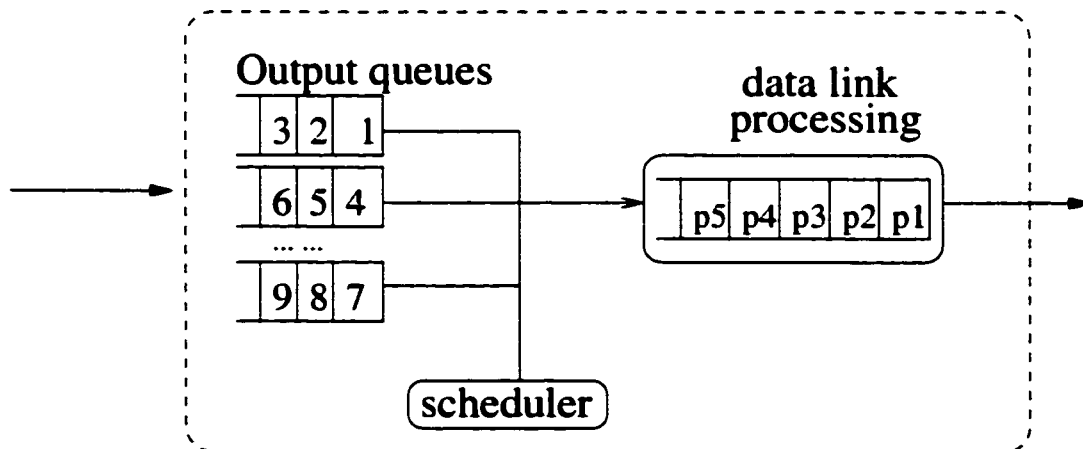 Output queues
3 2 1
6 5 4
... ...
9 8 7
scheduler
data link
processing
p5 p4 p3 p2 p1